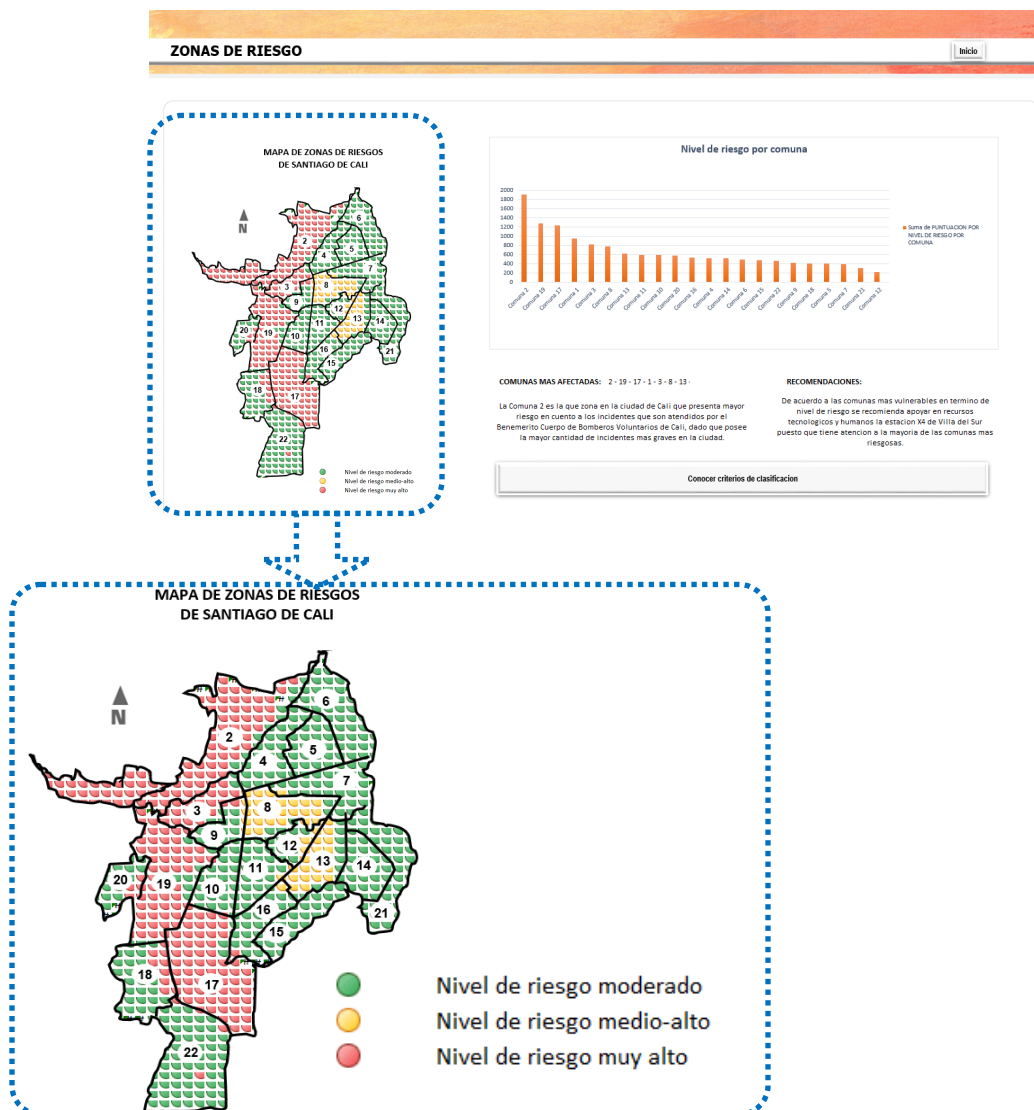 ZONAS DE RIESGO
Inicio
MAPA DE ZONAS DE RIESGOS
DE SANTIAGO DE CALI
N
6
2
5
4
7
3
8
9
12
13
14
11
10
20
19
16
15
21
18
17
22
Nivel de riesgo moderado
Nivel de riesgo medio-alto
Nivel de riesgo muy alto
Nivel de riesgo por comuna
2000
1800
1600
1400
1200
1000
800
600
400
200
0
Comuna 2
Comuna 19
Comuna 17
Comuna 1
Comuna 3
Comuna 8
Comuna 13
Comuna 11
Comuna 10
Comuna 20
Comuna 16
Comuna 4
Comuna 14
Comuna 6
Comuna 15
Comuna 22
Comuna 9
Comuna 18
Comuna 5
Comuna 7
Comuna 21
Comuna 12
Suma de PUNTUACION POR
NIVEL DE RIESGO POR
COMUNA
COMUNAS MAS AFECTADAS: 2 - 19 - 17 - 1 - 3 - 8 - 13 -
La Comuna 2 es la que zona en la ciudad de Cali que presenta mayor
riesgo en cuento a los incidentes que son atendidos por el
Benemerito Cuerpo de Bomberos Voluntarios de Cali, dado que posee
la mayor cantidad de incidentes mas graves en la ciudad.
RECOMENDACIONES:
De acuerdo a las comunas mas vulnerables en termino de
nivel de riesgo se recomienda apoyar en recursos
tecnologicos y humanos la estacion X4 de Villa del Sur
puesto que tiene atencion a la mayoria de las comunas mas
riesgosas.
Conocer criterios de clasificacion
MAPA DE ZONAS DE RIESGOS
DE SANTIAGO DE CALI
N
6
2
5
4
7
3
8
9
12
13
14
11
20
19
10
16
21
15
18
17
22
Nivel de riesgo moderado
Nivel de riesgo medio-alto
Nivel de riesgo muy alto